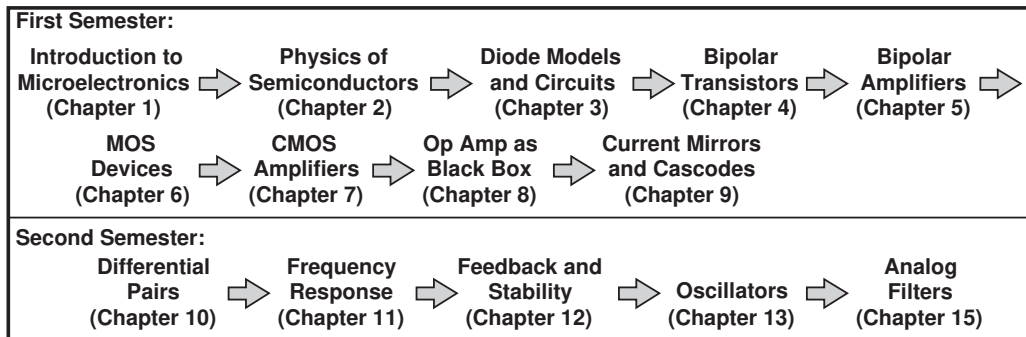 First Semester:
Introduction to Microelectronics (Chapter 1)
Physics of Semiconductors (Chapter 2)
Diode Models and Circuits (Chapter 3)
Bipolar Transistors (Chapter 4)
Bipolar Amplifiers (Chapter 5)
MOS Devices (Chapter 6)
CMOS Amplifiers (Chapter 7)
Op Amp as Black Box (Chapter 8)
Current Mirrors and Cascodes (Chapter 9)
Second Semester:
Differential Pairs (Chapter 10)
Frequency Response (Chapter 11)
Feedback and Stability (Chapter 12)
Oscillators (Chapter 13)
Analog Filters (Chapter 15)